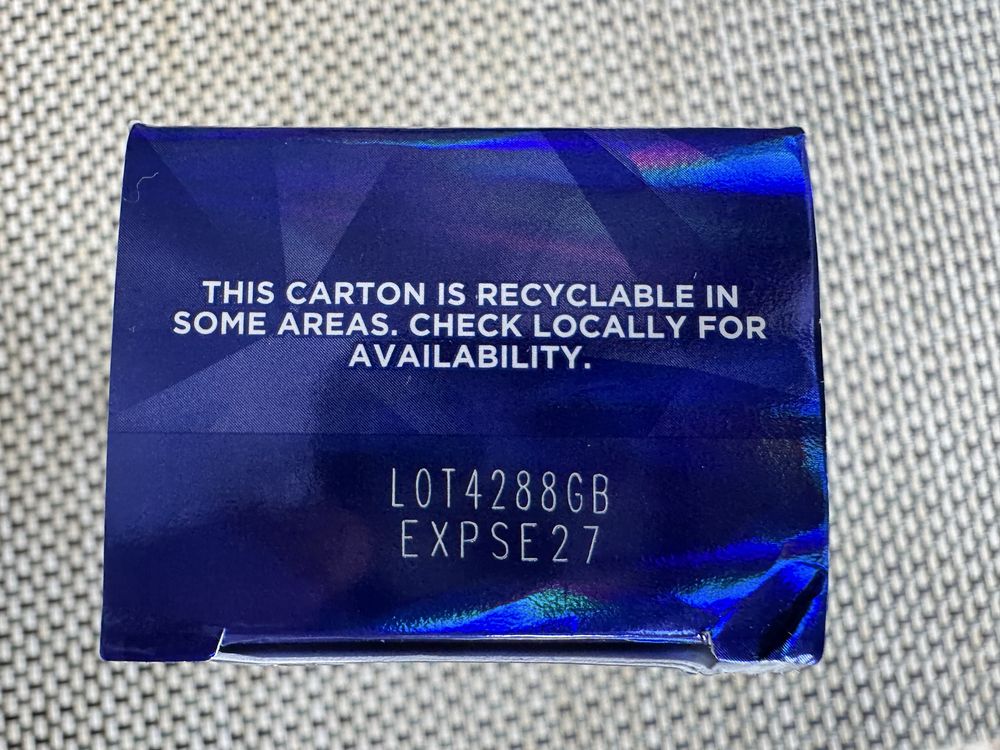 THIS CARTON IS RECYCLABLE IN
SOME AREAS. CHECK LOCALLY FOR
AVAILABILITY.
LOT4288GB
EXPSE27